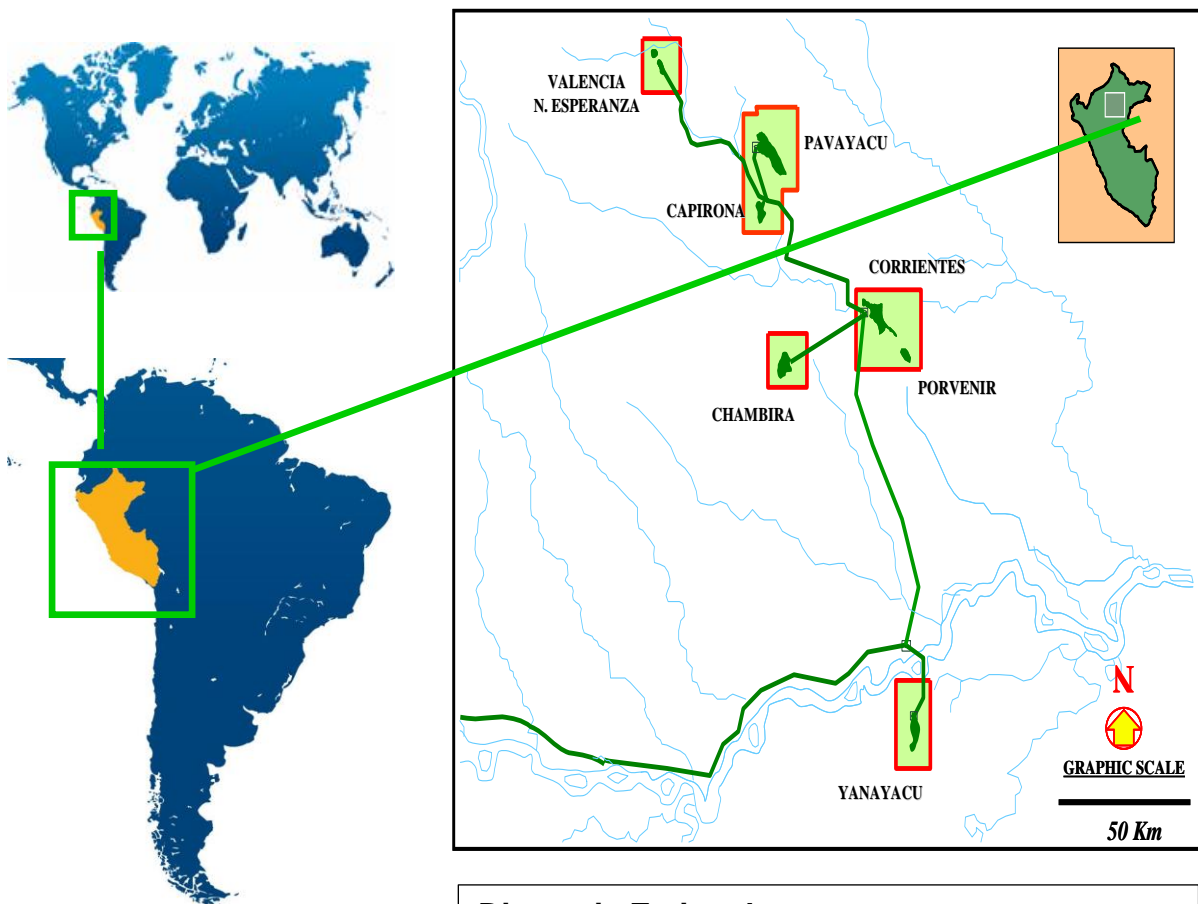 VALENCIA
N. ESPERANZA
PAVAYACU
CAPIRONA
CORRIENTES
PORVENIR
CHAMBIRA
YANAYACU
N
GRAPHIC SCALE
50 Km